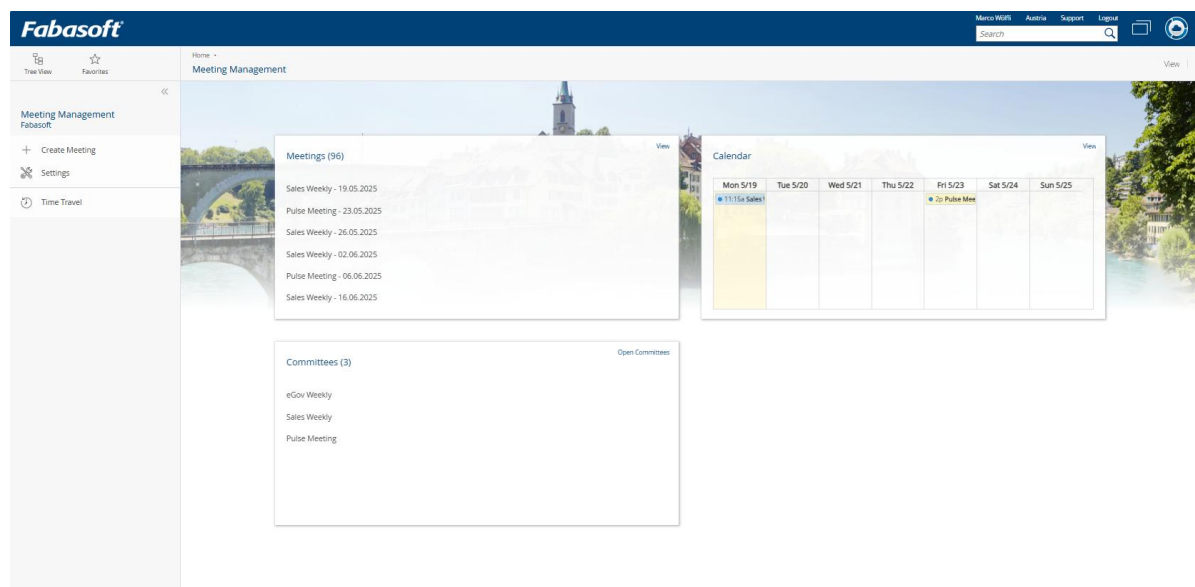 Fabasoft
Marco Wölfli Austria Support Logout
Search
Tree View Favorites
Home
Meeting Management
View
Meeting Management
Fabasoft
Create Meeting
Settings
Time Travel
Meetings (96)
View
Sales Weekly - 19.05.2025
Pulse Meeting - 23.05.2025
Sales Weekly - 26.05.2025
Sales Weekly - 02.06.2025
Pulse Meeting - 06.06.2025
Sales Weekly - 16.06.2025
Calendar
View
Mon 5/19 Tue 5/20 Wed 5/21 Thu 5/22 Fri 5/23 Sat 5/24 Sun 5/25
11:15a Sales 2p Pulse Mee
Committees (3)
Open Committees
eGov Weekly
Sales Weekly
Pulse Meeting